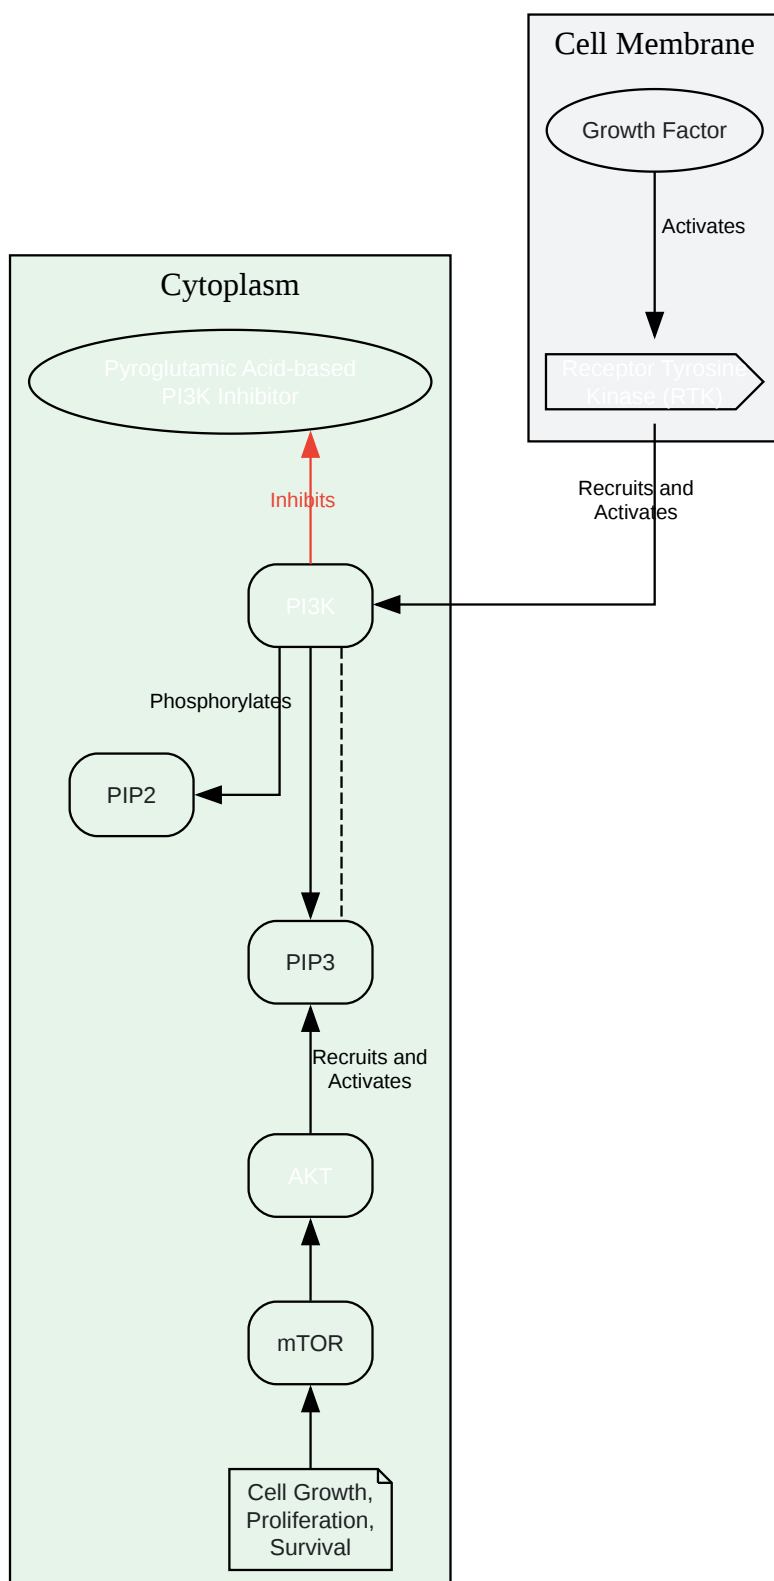 Cell Membrane
Growth Factor
Activates
Receptor Tyrosine
Kinase (RTK)
Recruits and
Activates
Cytoplasm
Pyroglutamic Acid-based
PI3K Inhibitor
Inhibits
PI3K
Phosphorylates
PIP2
PIP3
Recruits and
Activates
AKT
mTOR
Cell Growth,
Proliferation,
Survival